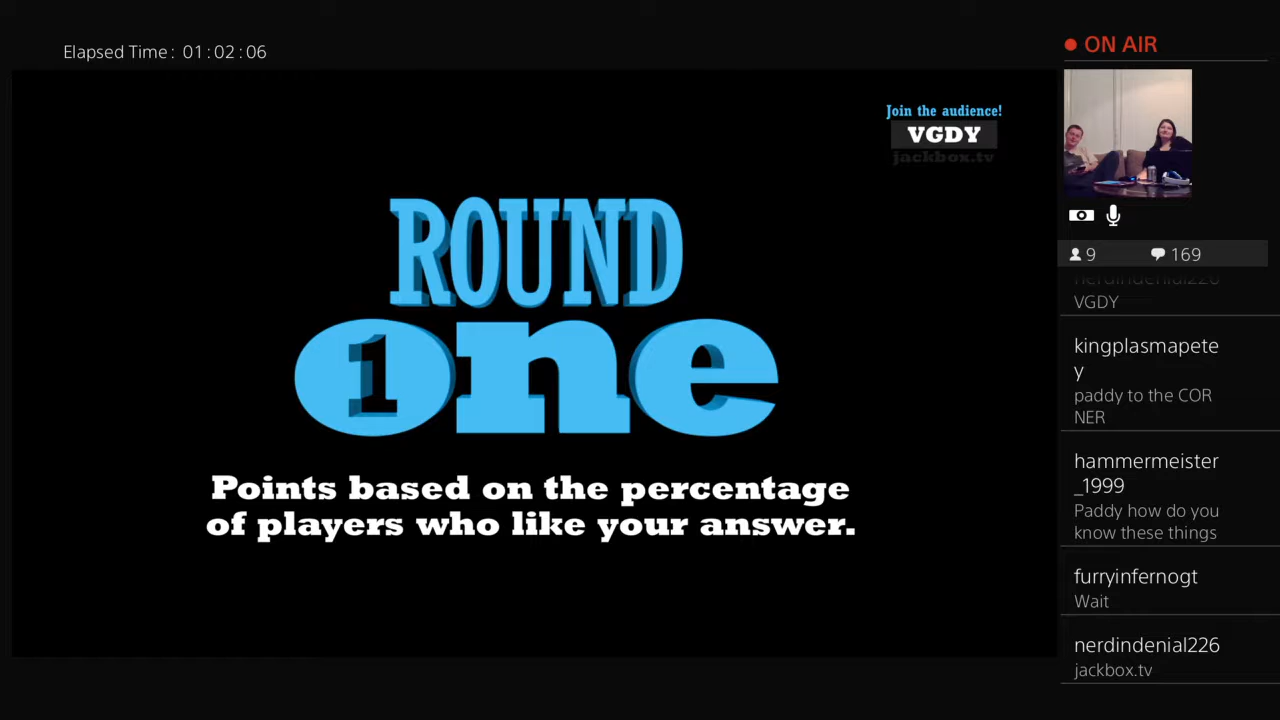 Elapsed Time: 01:02:06
ON AIR
Join the audience!
VGDY
jackbox.tv
ROUND
1
One
Points based on the percentage
of players who like your answer.
9 169
nerdindenial226
VGDY
kingplasmapete
y
paddy to the COR
NER
hammermeister
_1999
Paddy how do you
know these things
furryinfernogt
Wait
nerdindenial226
jackbox.tv